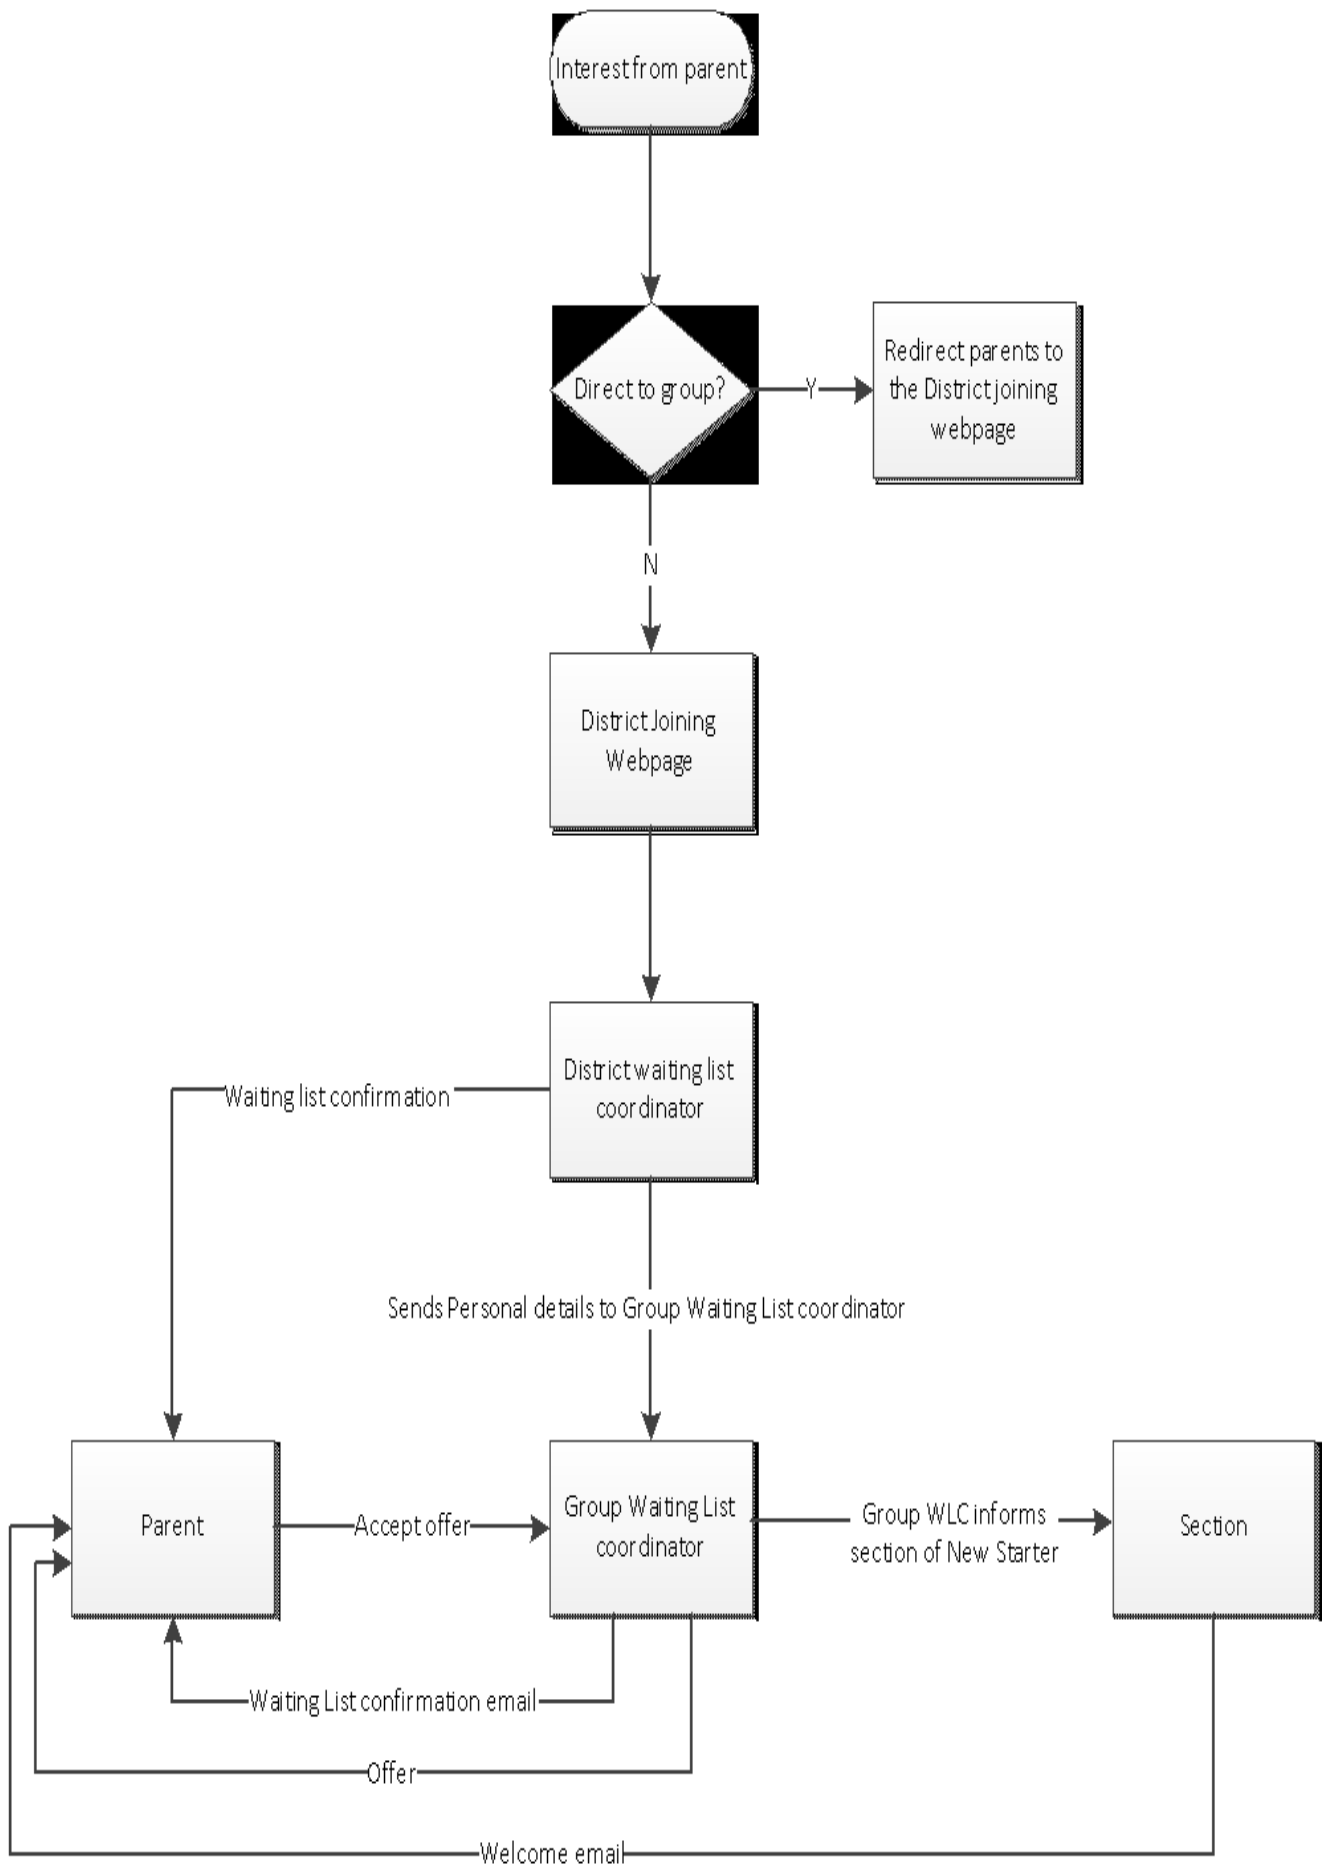 Interest from parent
Direct to group?
Y
Redirect parents to
the District joining
webpage
N
District Joining
Webpage
District waiting list
coordinator
Waiting list confirmation
Sends Personal details to Group Waiting List coordinator
Parent
Accept offer
Group Waiting List
coordinator
Group WLC informs
section of New Starter
Section
Waiting List confirmation email
Offer
Welcome email